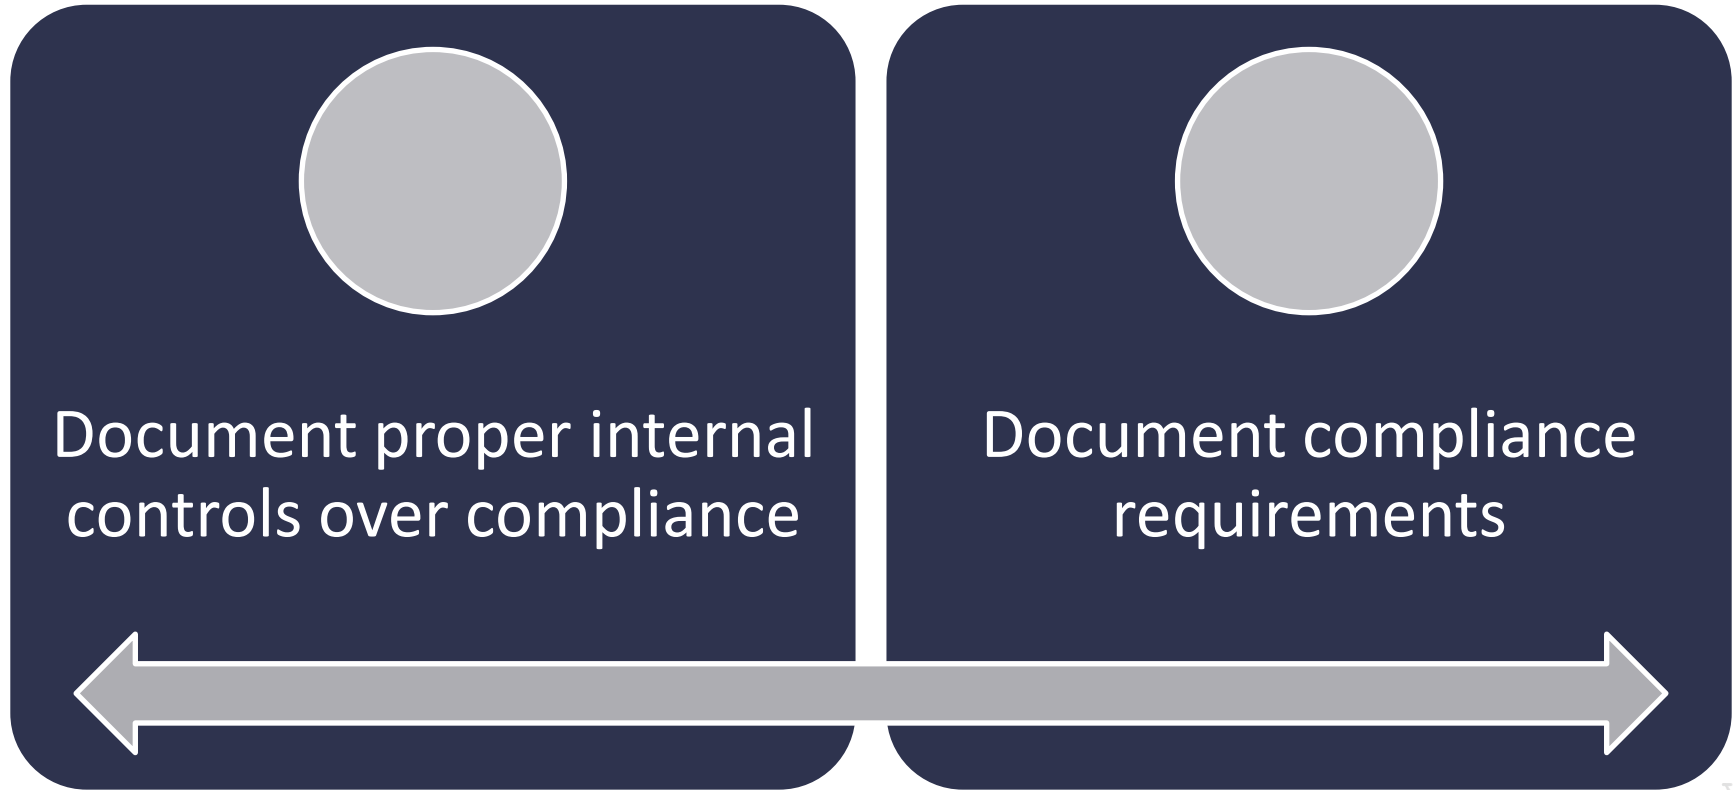 Document proper internal
controls over compliance
Document compliance
requirements